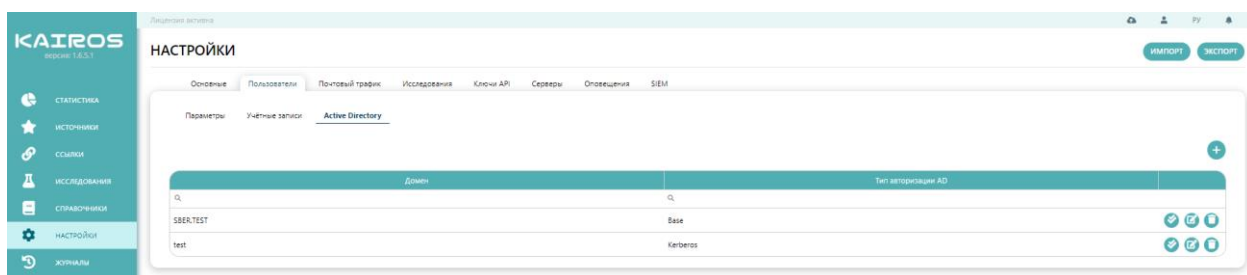 Лицензия активна
РУ
KAIROS
версия: 1.6.5.1
НАСТРОЙКИ
ИМПОРТ
ЭКСПОРТ
Основные Пользователи Почтовый трафик Исследования Ключи API Серверы Оповещения SIEM
СТАТИСТИКА
Параметры Учётные записи Active Directory
ИСТОЧНИКИ
ССЫЛКИ
ИССЛЕДОВАНИЯ
Домен Тип авторизации AD
СПРАВОЧНИКИ
SBER.TEST Base
НАСТРОЙКИ
test Kerberos
ЖУРНАЛЫ